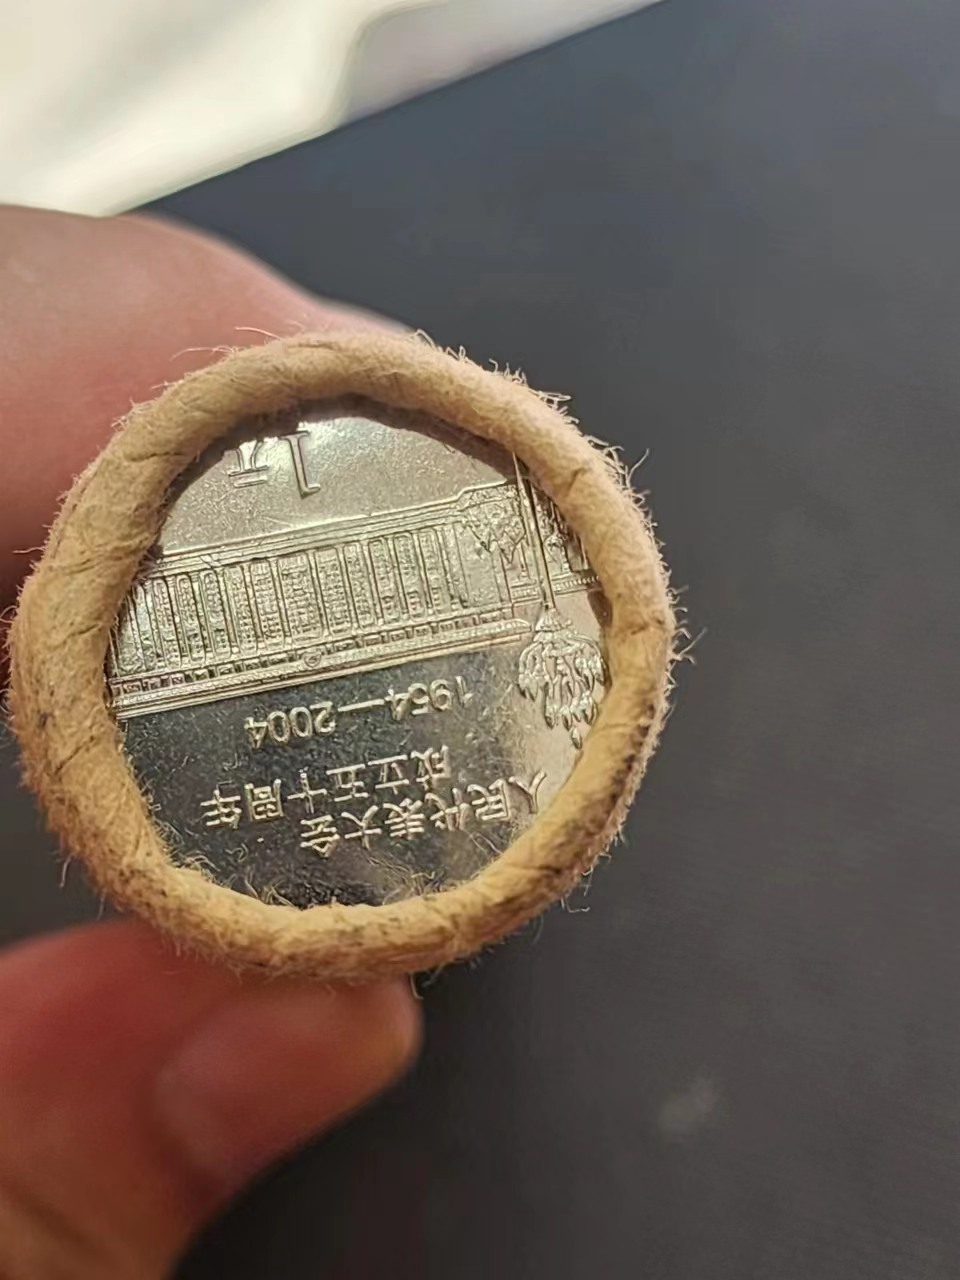 人民代表大会
成立五十周年
1954—2004
1元